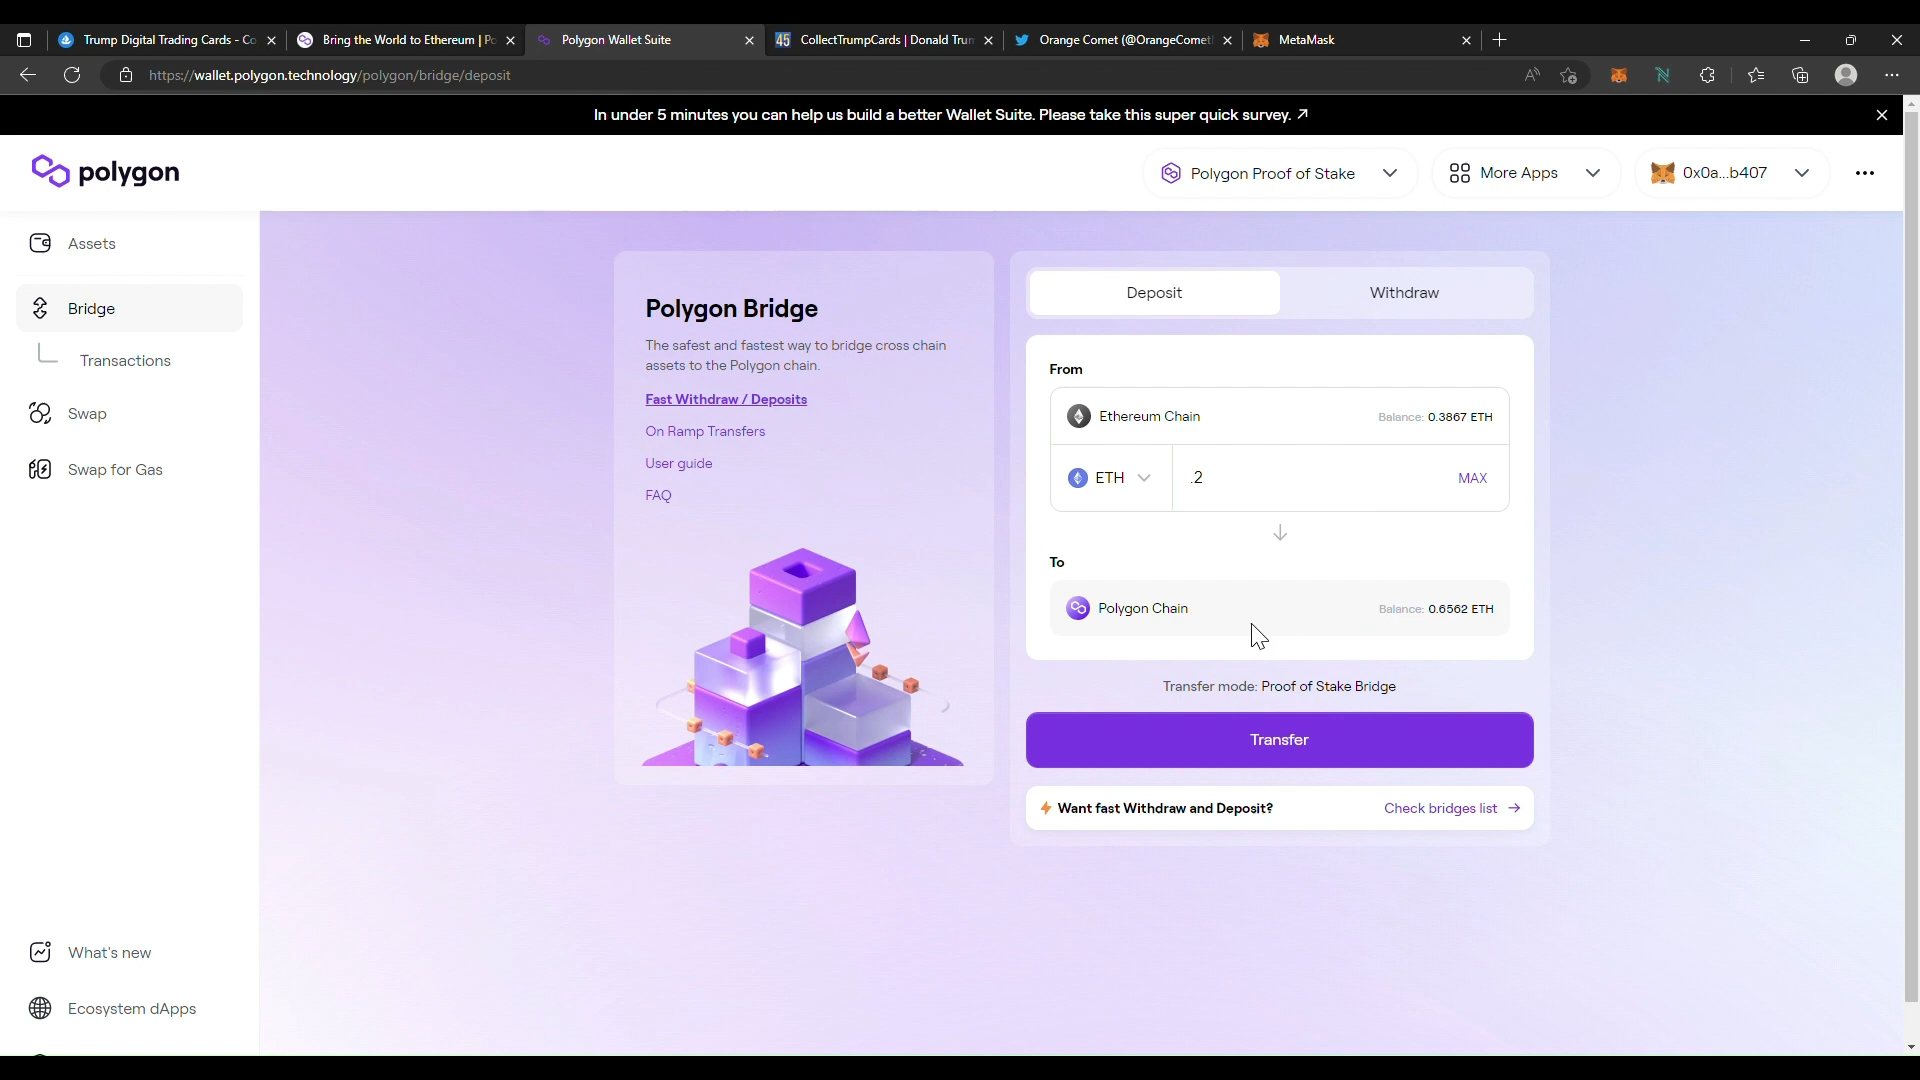 Trump Digital Trading Cards - Co
Bring the World to Ethereum | Po
Polygon Wallet Suite
45 CollectTrumpCards | Donald Trum
Orange Comet (@OrangeComet
MetaMask
https://wallet.polygon.technology/polygon/bridge/deposit
In under 5 minutes you can help us build a better Wallet Suite. Please take this super quick survey. ↗
polygon
Polygon Proof of Stake
More Apps
0x0a...b407
Assets
Bridge
Transactions
Swap
Swap for Gas
What's new
Ecosystem dApps
Polygon Bridge
The safest and fastest way to bridge cross chain
assets to the Polygon chain.
Fast Withdraw / Deposits
On Ramp Transfers
User guide
FAQ
Deposit
Withdraw
From
Ethereum Chain
Balance: 0.3867 ETH
ETH
.2
MAX
To
Polygon Chain
Balance: 0.6562 ETH
Transfer mode: Proof of Stake Bridge
Transfer
Want fast Withdraw and Deposit?
Check bridges list →